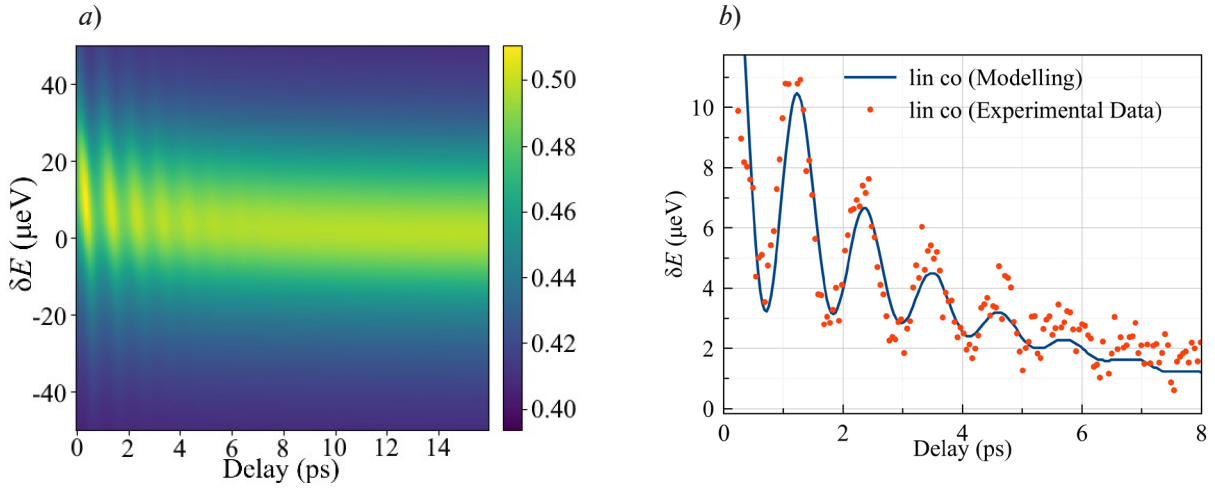 a)
40
20
0
-20
-40
δE (μeV)
0 2 4 6 8 10 12 14
Delay (ps)
0.50
0.48
0.46
0.44
0.42
0.40
b)
lin co (Modelling)
lin co (Experimental Data)
10
8
6
4
2
0
δE (μeV)
0 2 4 6 8
Delay (ps)